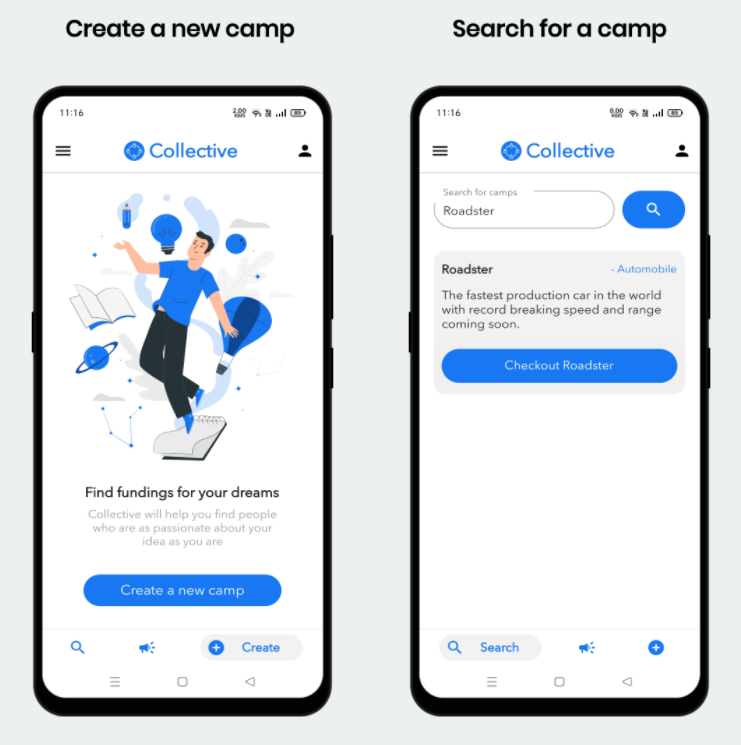 Create a new camp
Search for a camp
11:16
2.00
KB/S
85
Collective
Find fundings for your dreams
Collective will help you find people
who are as passionate about your
idea as you are
Create a new camp
Create
11:16
6.00
KB/S
85
Collective
Search for camps
Roadster
Roadster
- Automobile
The fastest production car in the world
with record breaking speed and range
coming soon.
Checkout Roadster
Search